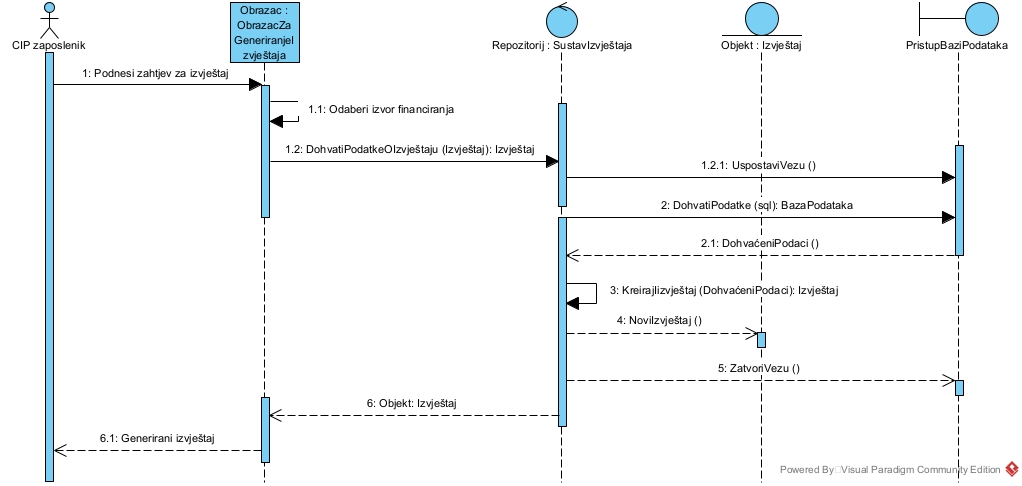 Obrazac :
ObrazacZa
GeneriranjeI
zvještaja
CIP zaposlenik
Repozitorij : SustavIzvještaja
Objekt : Izvještaj
PristupBaziPodataka
1: Podnesi zahtjev za izvještaj
1.1: Odaberi izvor financiranja
1.2: DohvatiPodatkeOIzvještaju (Izvještaj): Izvještaj
1.2.1: UspostaviVezu ()
2: DohvatiPodatke (sql): BazaPodataka
2.1: DohvaćeniPodaci ()
3: KreirajIzvještaj (DohvaćeniPodaci): Izvještaj
4: NoviIzvještaj ()
5: ZatvoriVezu ()
6: Objekt: Izvještaj
6.1: Generirani izvještaj
Powered By Visual Paradigm Community Edition